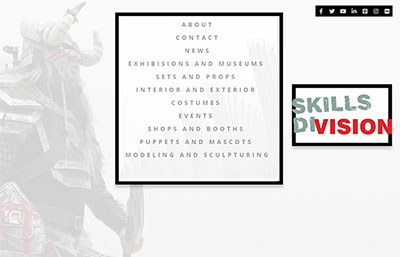 ABOUT
CONTACT
NEWS
EXHIBISIONS AND MUSEUMS
SETS AND PROPS
INTERIOR AND EXTERIOR
COSTUMES
EVENTS
SHOPS AND BOOTHS
PUPPETS AND MASCOTS
MODELING AND SCULPTURING
SKILLS
DIVISION